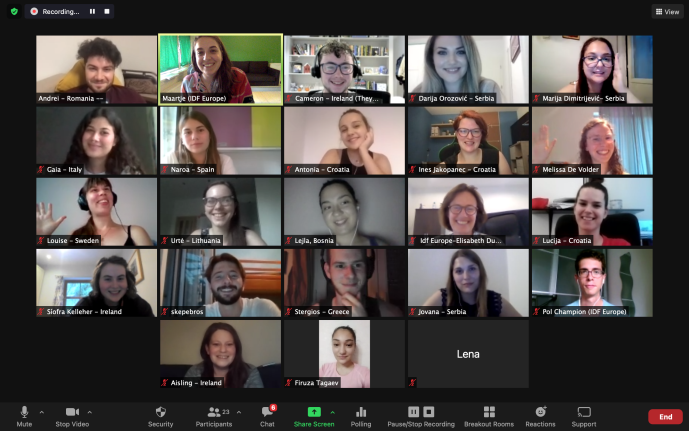 Recording...
View
Andrei - Romania --
Maartje (IDF Europe)
Cameron - Ireland (They...
Darija Orozović - Serbia
Marija Dimitrijević- Serbia
Gaia - Italy
Naroa - Spain
Antonia - Croatia
Ines Jakopanec - Croatia
Melissa De Volder
Louise - Sweden
Urtė - Lithuania
Lejla, Bosnia
Idf Europe-Elisabeth Du...
Lucija - Croatia
Síofra Kelleher - Ireland
skepebros
Stergios - Greece
Jovana - Serbia
Pol Champion (IDF Europe)
Aisling - Ireland
Firuza Tagaev
Lena
Mute
Stop Video
Security
Participants
23
Chat
6
Share Screen
Polling
Pause/Stop Recording
Breakout Rooms
Reactions
Support
End